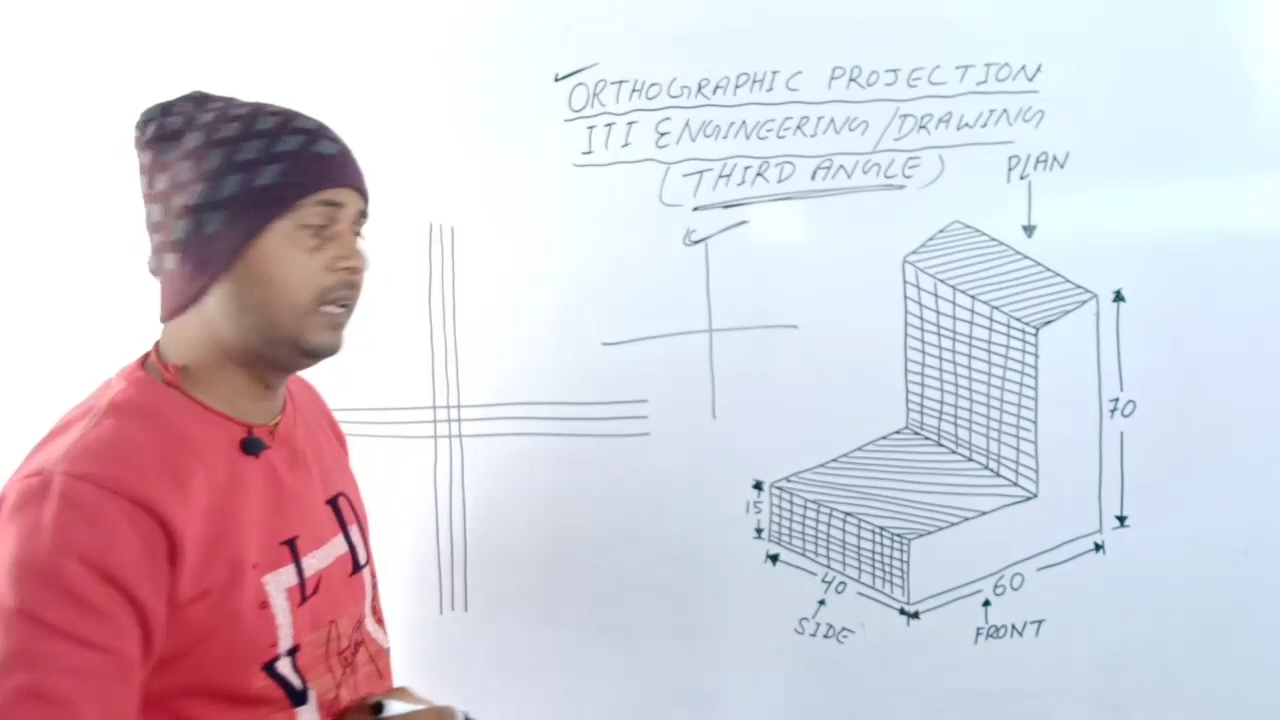 ORTHOGRAPHIC PROJECTION
ITI ENGINEERING/DRAWING
(THIRD ANGLE)
PLAN
70
15
40
60
SIDE
FRONT
L D
V